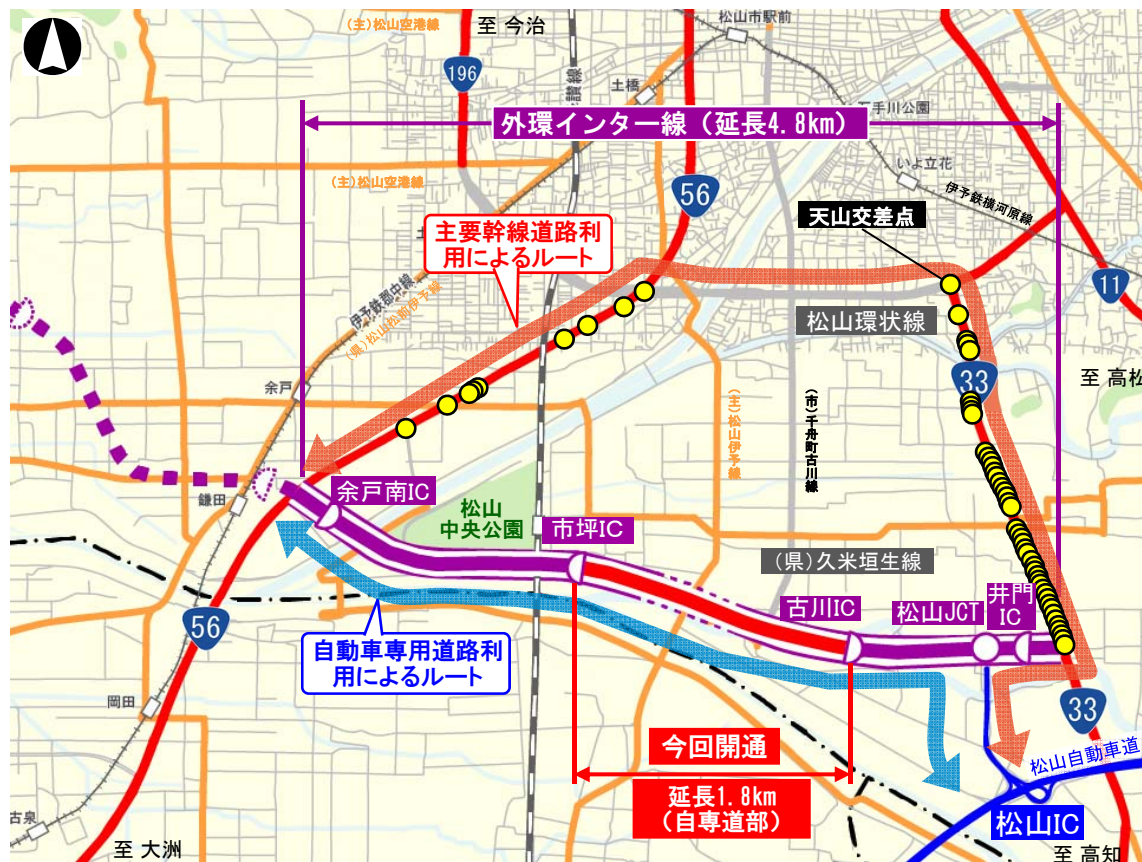 (主)松山空港線
至 今治
松山市駅前
196
土橋
讃線
手川公園
外環インター線（延長4.8km）
いよ立花
(主)松山空港線
56
伊予鉄横河原線
天山交差点
主要幹線道路利
用によるルート
11
伊予鉄郡中線
(県)松山松前伊予線
松山環状線
至 高松
33
余戸
(主)松山伊予線
(市)千舟町古川線
余戸南IC
鎌田
松山
中央公園
市坪IC
(県)久米垣生線
古川IC
松山JCT
井門
IC
56
自動車専用道路利
用によるルート
岡田
33
今回開通
松山自動車道
延長1.8km
（自専道部）
古泉
松山IC
至 大洲
至 高知